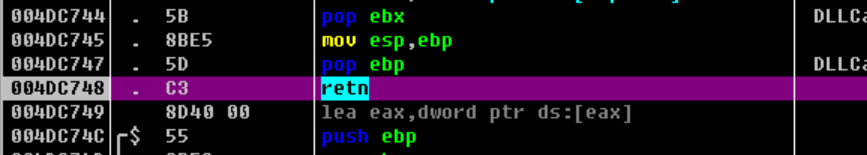 004DC744 . 5B pop ebx DLLCa
004DC745 . 8BE5 mov esp,ebp
004DC747 . 5D pop ebp DLLCa
004DC748 . C3 retn
004DC749 8D40 00 lea eax,dword ptr ds:[eax]
004DC74C ┌$ 55 push ebp